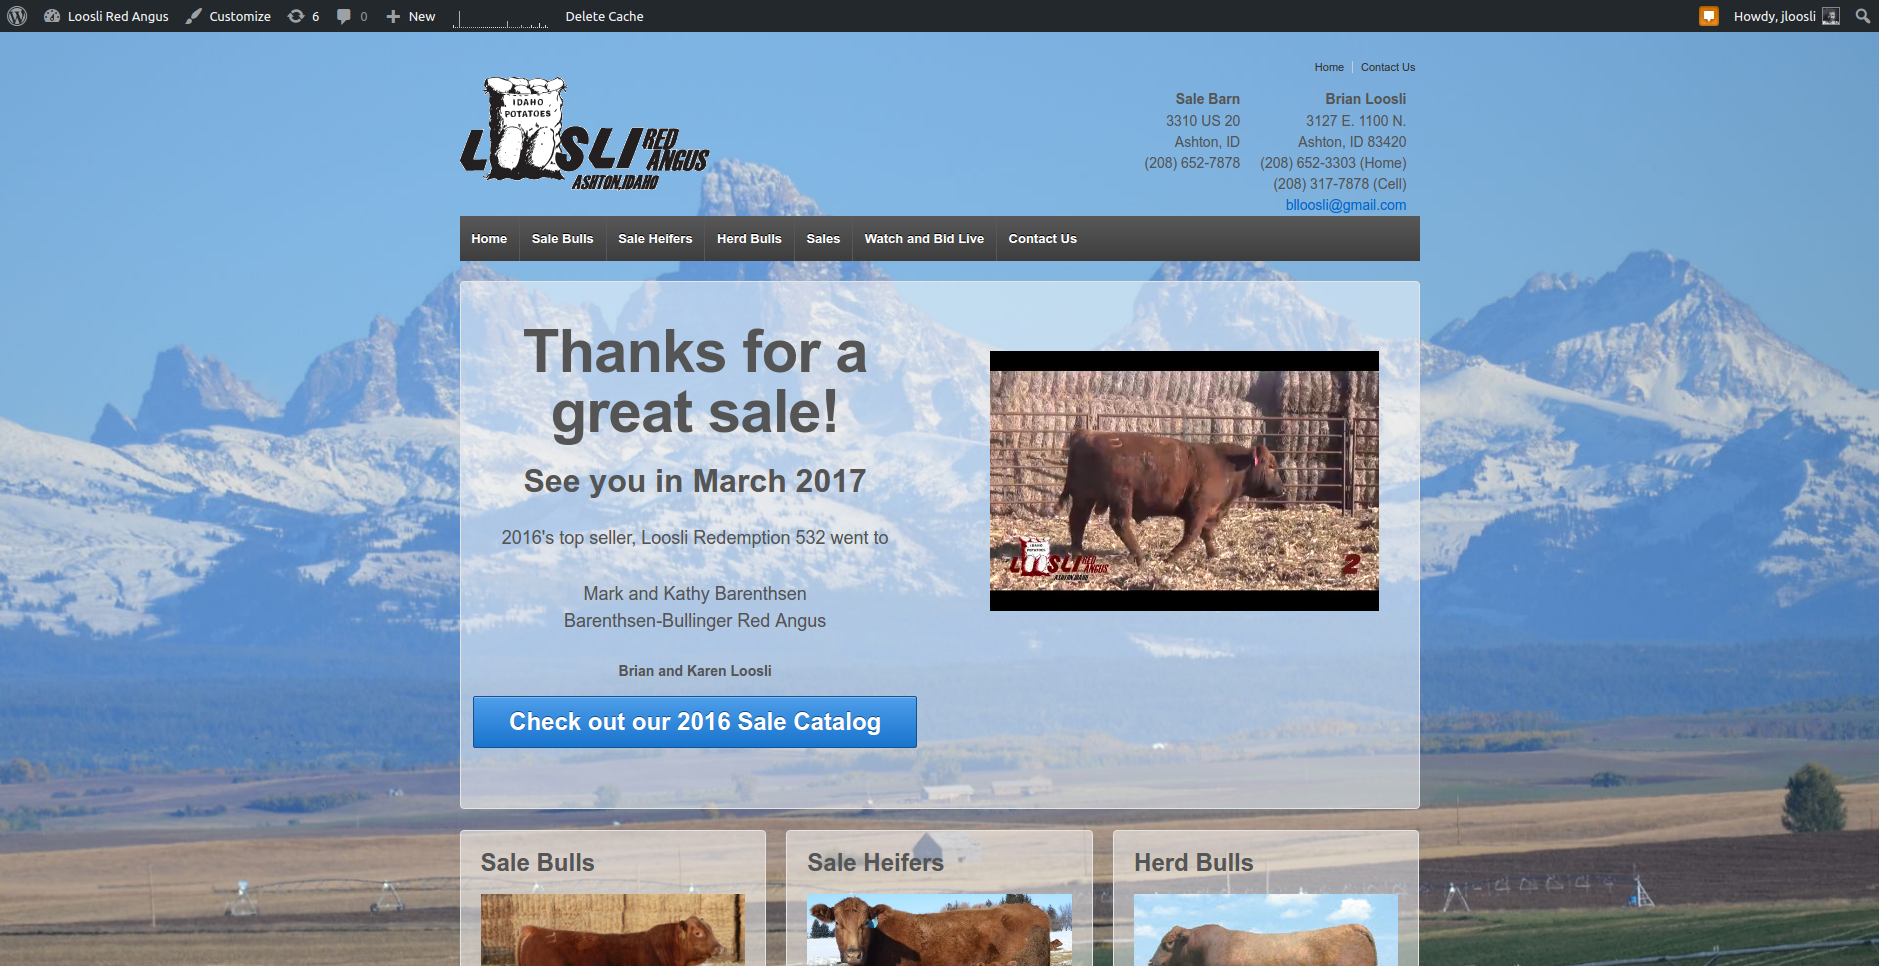 Loosli Red Angus Customize 6 0 New Delete Cache Howdy, jloosli
Home Contact Us
IDAHO
POTATOES
LOOSLI RED
ANGUS
ASHTON, IDAHO
Sale Barn
3310 US 20
Ashton, ID
(208) 652-7878
Brian Loosli
3127 E. 1100 N.
Ashton, ID 83420
(208) 652-3303 (Home)
(208) 317-7878 (Cell)
blloosli@gmail.com
Home Sale Bulls Sale Heifers Herd Bulls Sales Watch and Bid Live Contact Us
Thanks for a
great sale!
See you in March 2017
2016's top seller, Loosli Redemption 532 went to
Mark and Kathy Barenthsen
Barenthsen-Bullinger Red Angus
Brian and Karen Loosli
Check out our 2016 Sale Catalog
IDAHO
POTATOES
LOOSLI RED
ANGUS
ASHTON, IDAHO
2
Sale Bulls
Sale Heifers
Herd Bulls